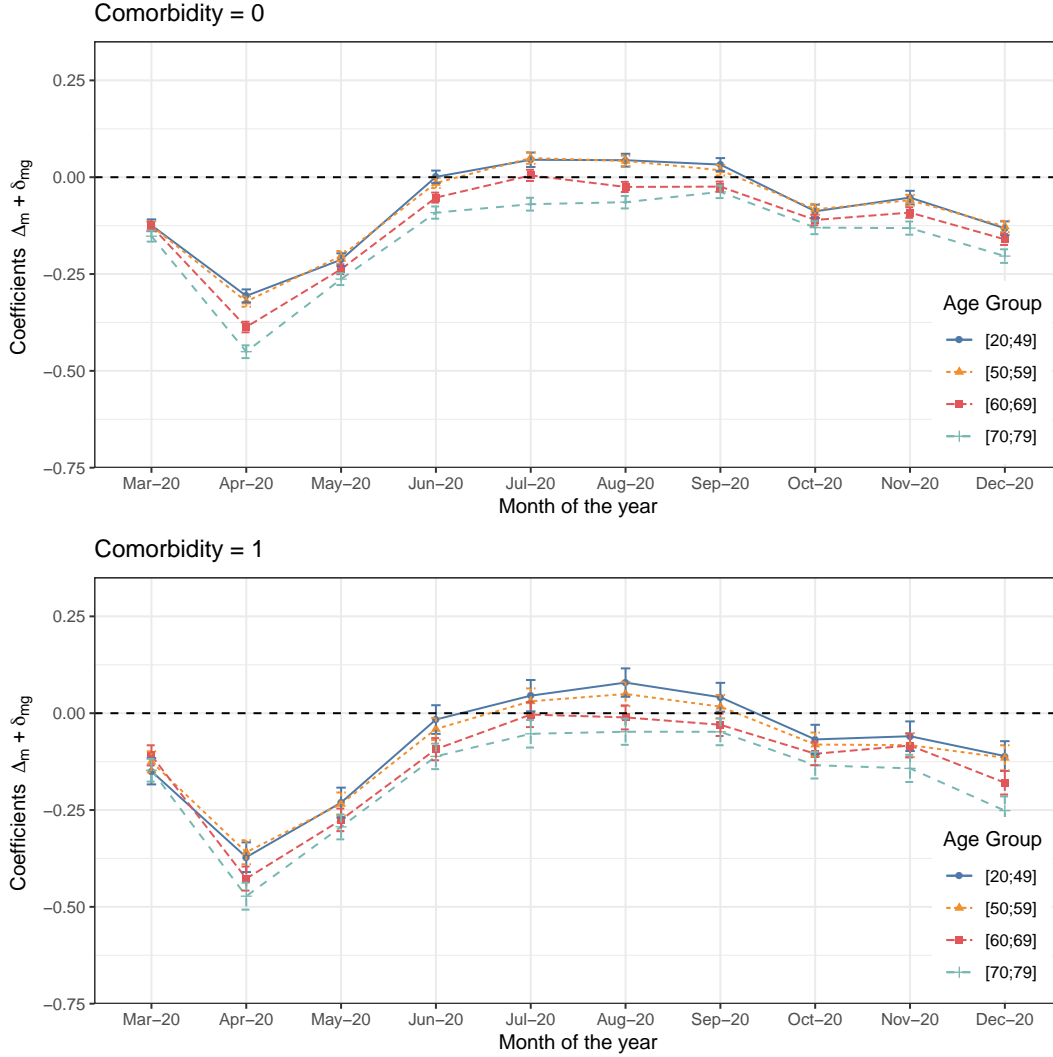 Comorbidity = 0
Coefficients Δm + δmg
0.25
0.00
−0.25
−0.50
−0.75
Age Group
[20;49]
[50;59]
[60;69]
[70;79]
Mar−20 Apr−20 May−20 Jun−20 Jul−20 Aug−20 Sep−20 Oct−20 Nov−20 Dec−20
Month of the year
Comorbidity = 1
Coefficients Δm + δmg
0.25
0.00
−0.25
−0.50
−0.75
Age Group
[20;49]
[50;59]
[60;69]
[70;79]
Mar−20 Apr−20 May−20 Jun−20 Jul−20 Aug−20 Sep−20 Oct−20 Nov−20 Dec−20
Month of the year